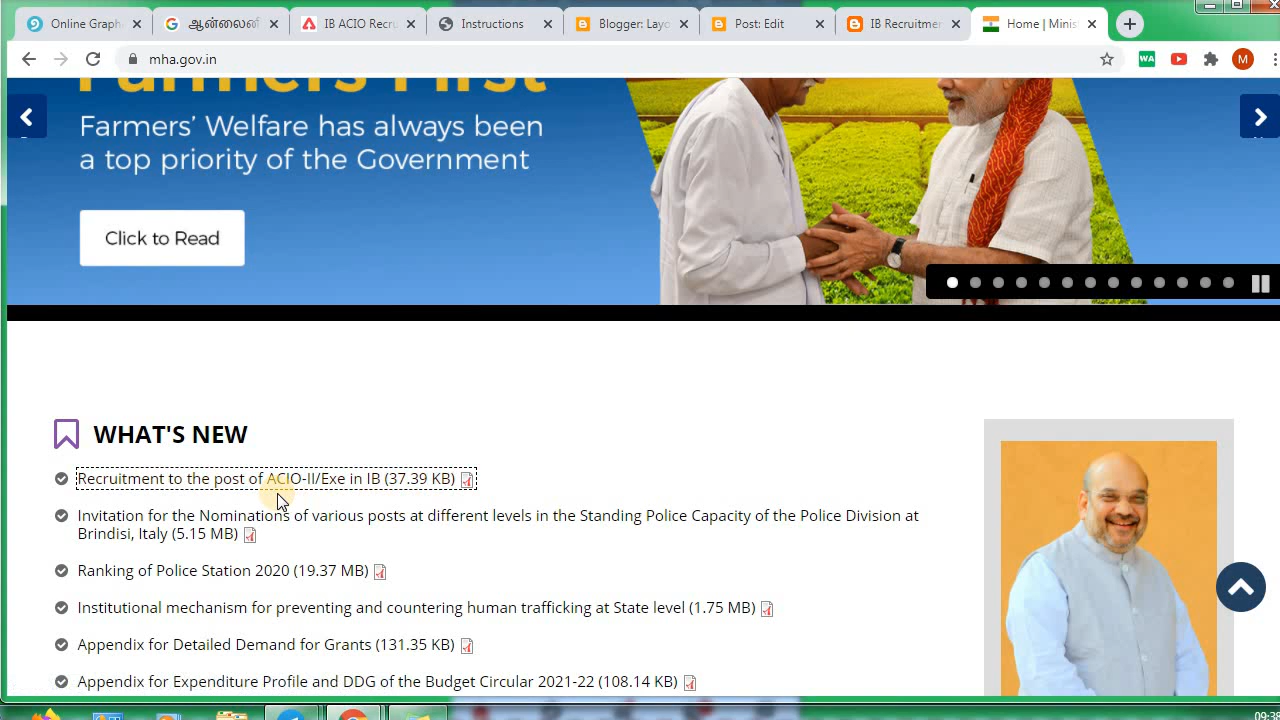 Online Graph
ஆன்லைனி
IB ACIO Recru
Instructions
Blogger: Layo
Post: Edit
IB Recruitmer
Home | Minis
mha.gov.in
WA
M
Farmers First
Farmers' Welfare has always been
a top priority of the Government
Click to Read
WHAT'S NEW
Recruitment to the post of ACIO-II/Exe in IB (37.39 KB)
Invitation for the Nominations of various posts at different levels in the Standing Police Capacity of the Police Division at
Brindisi, Italy (5.15 MB)
Ranking of Police Station 2020 (19.37 MB)
Institutional mechanism for preventing and countering human trafficking at State level (1.75 MB)
Appendix for Detailed Demand for Grants (131.35 KB)
Appendix for Expenditure Profile and DDG of the Budget Circular 2021-22 (108.14 KB)